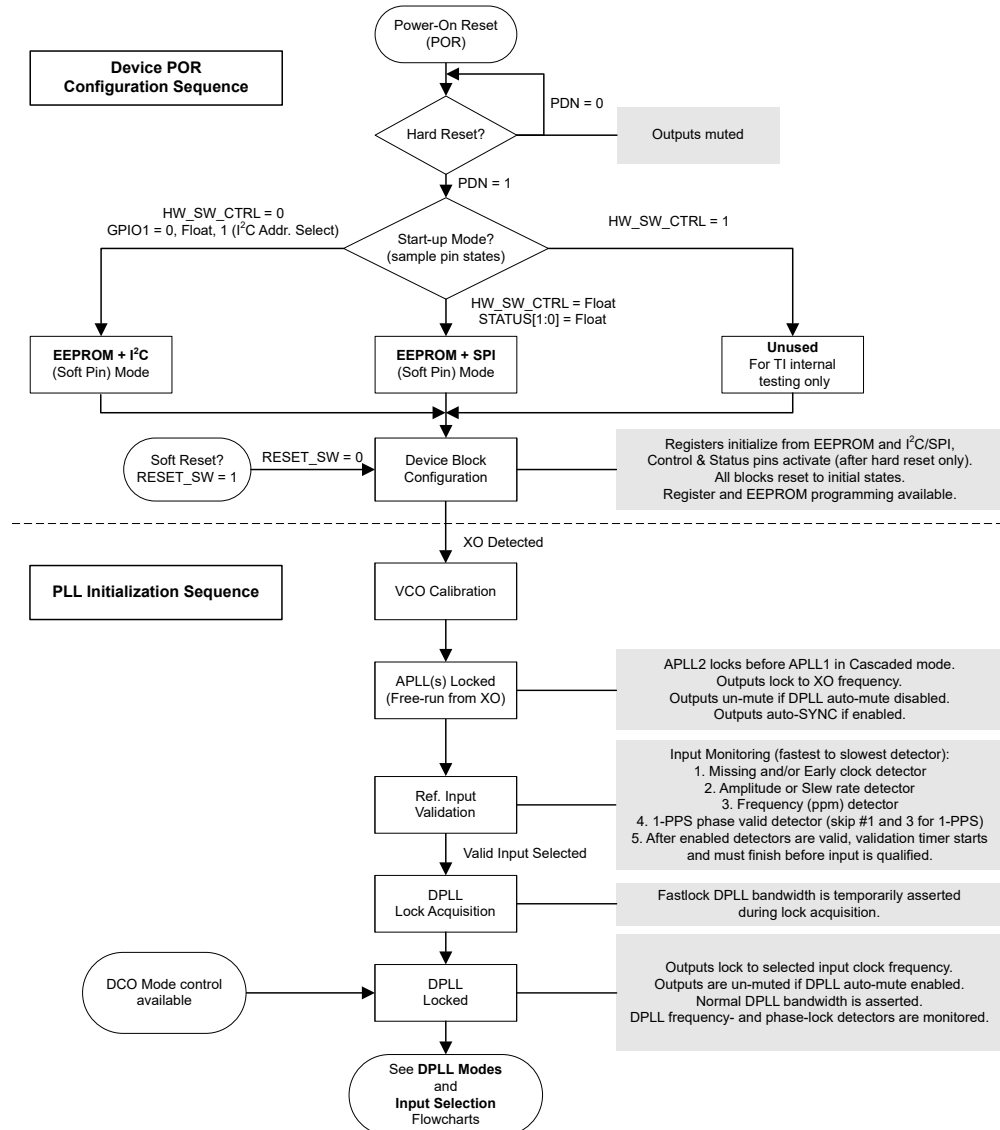 Power-On Reset
(POR)
Device POR
Configuration Sequence
PDN = 0
Hard Reset?
Outputs muted
PDN = 1
HW_SW_CTRL = 0
GPIO1 = 0, Float, 1 (I²C Addr. Select)
HW_SW_CTRL = 1
Start-up Mode?
(sample pin states)
HW_SW_CTRL = Float
STATUS[1:0] = Float
EEPROM + I²C
(Soft Pin) Mode
EEPROM + SPI
(Soft Pin) Mode
Unused
For TI internal
testing only
Soft Reset?
RESET_SW = 1
RESET_SW = 0
Device Block
Configuration
Registers initialize from EEPROM and I²C/SPI,
Control & Status pins activate (after hard reset only).
All blocks reset to initial states.
Register and EEPROM programming available.
XO Detected
PLL Initialization Sequence
VCO Calibration
APLL(s) Locked
(Free-run from XO)
APLL2 locks before APLL1 in Cascaded mode.
Outputs lock to XO frequency.
Outputs un-mute if DPLL auto-mute disabled.
Outputs auto-SYNC if enabled.
Ref. Input
Validation
Input Monitoring (fastest to slowest detector):
1. Missing and/or Early clock detector
2. Amplitude or Slew rate detector
3. Frequency (ppm) detector
4. 1-PPS phase valid detector (skip #1 and 3 for 1-PPS)
5. After enabled detectors are valid, validation timer starts
and must finish before input is qualified.
Valid Input Selected
DPLL
Lock Acquisition
Fastlock DPLL bandwidth is temporarily asserted
during lock acquisition.
DCO Mode control
available
DPLL
Locked
Outputs lock to selected input clock frequency.
Outputs are un-muted if DPLL auto-mute enabled.
Normal DPLL bandwidth is asserted.
DPLL frequency- and phase-lock detectors are monitored.
See DPLL Modes
and
Input Selection
Flowcharts